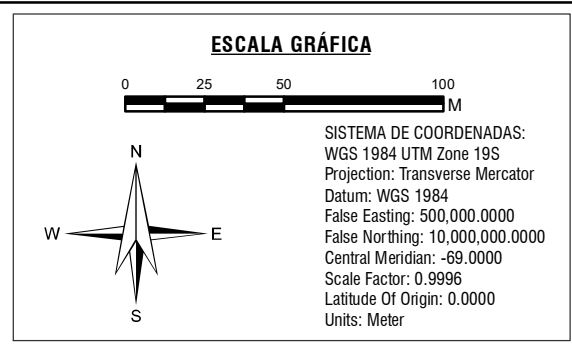 ESCALA GRÁFICA
0 25 50 100
M
SISTEMA DE COORDENADAS:
WGS 1984 UTM Zone 19S
Projection: Transverse Mercator
Datum: WGS 1984
False Easting: 500,000.0000
False Northing: 10,000,000.0000
Central Meridian: -69.0000
Scale Factor: 0.9996
Latitude Of Origin: 0.0000
Units: Meter
N
W E
S